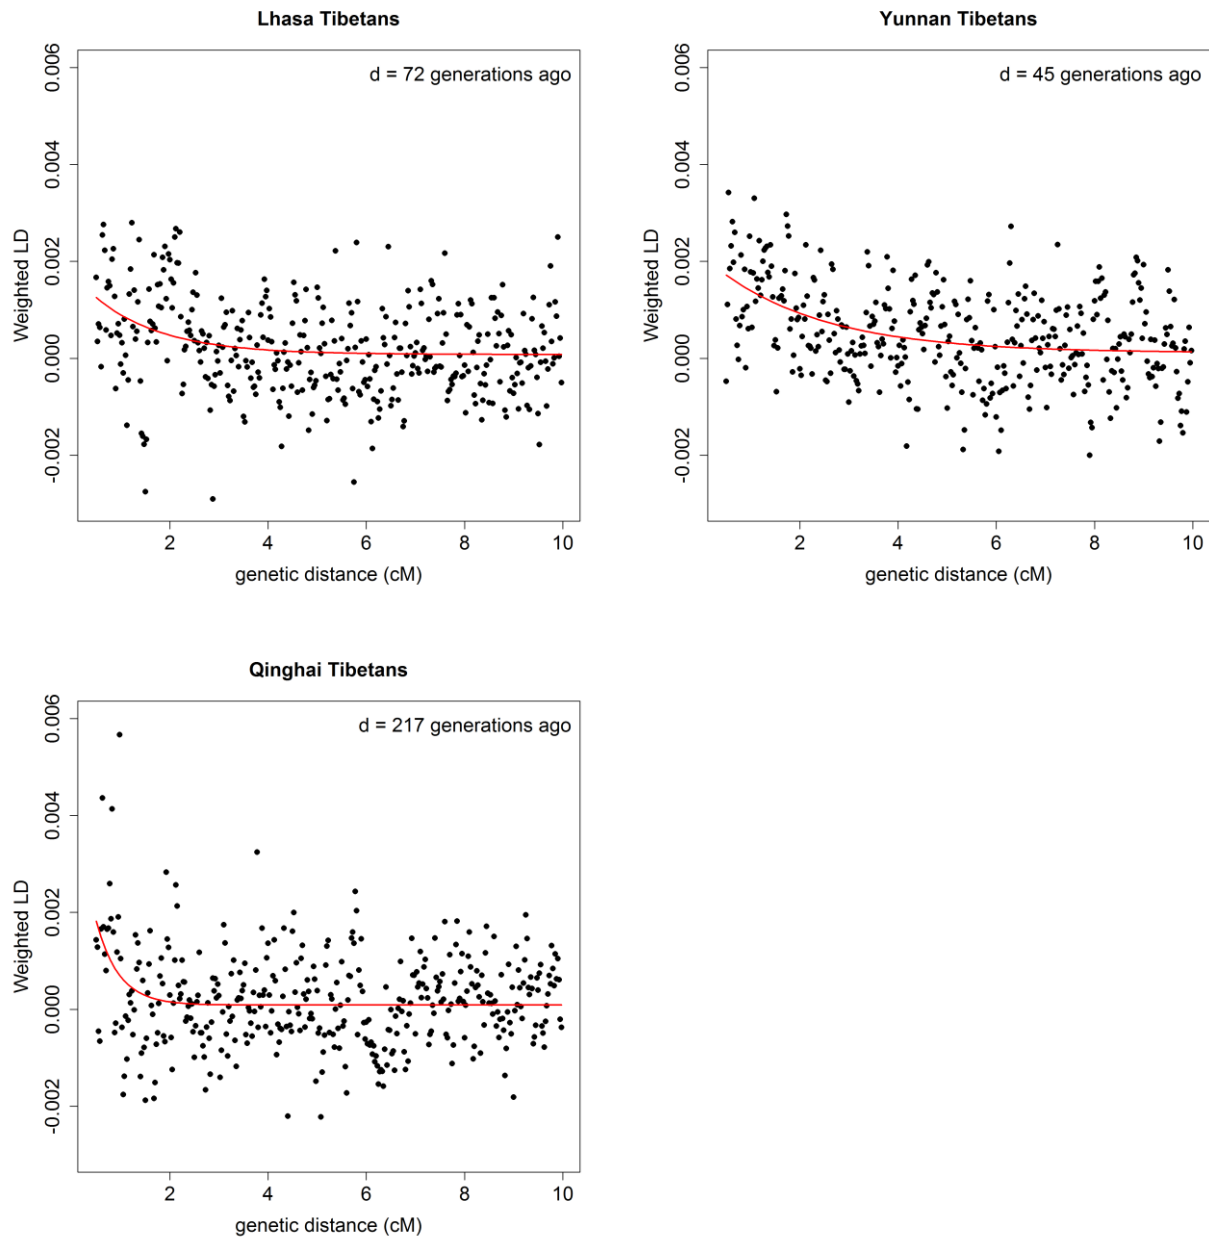 Lhasa Tibetans
d = 72 generations ago
Weighted LD
0.006
0.004
0.002
0.000
-0.002
2 4 6 8 10
genetic distance (cM)
Yunnan Tibetans
d = 45 generations ago
Weighted LD
0.006
0.004
0.002
0.000
-0.002
2 4 6 8 10
genetic distance (cM)
Qinghai Tibetans
d = 217 generations ago
Weighted LD
0.006
0.004
0.002
0.000
-0.002
2 4 6 8 10
genetic distance (cM)